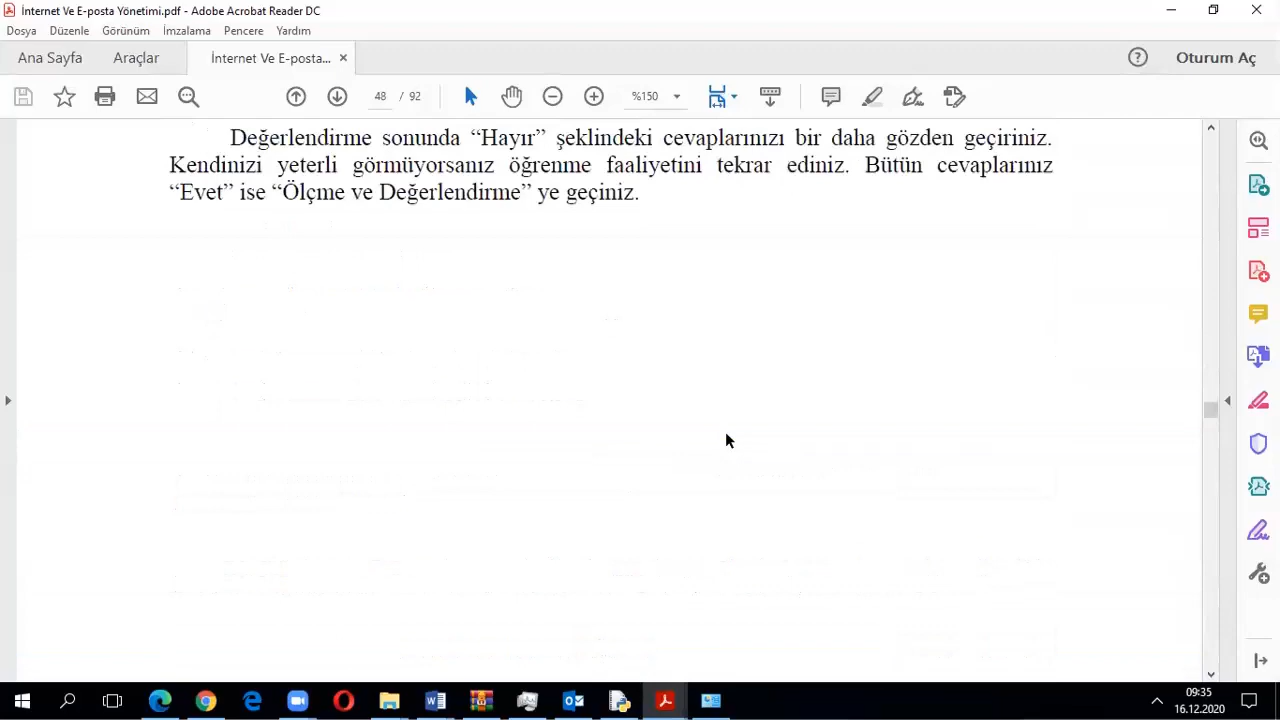 İnternet Ve E-posta Yönetimi.pdf - Adobe Acrobat Reader DC
Dosya Düzenle Görünüm İmzalama Pencere Yardım
Ana Sayfa Araçlar İnternet Ve E-posta... × Oturum Aç
48 / 92 %150
Değerlendirme sonunda “Hayır” şeklindeki cevaplarınızı bir daha gözden geçiriniz.
Kendinizi yeterli görmüyorsanız öğrenme faaliyetini tekrar ediniz. Bütün cevaplarınız
“Evet” ise “Ölçme ve Değerlendirme” ye geçiniz.
09:35
16.12.2020